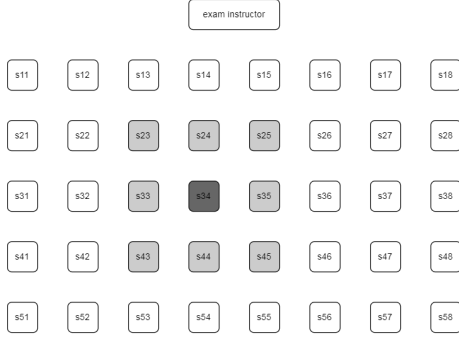 exam instructor
s11 s12 s13 s14 s15 s16 s17 s18
s21 s22 s23 s24 s25 s26 s27 s28
s31 s32 s33 s34 s35 s36 s37 s38
s41 s42 s43 s44 s45 s46 s47 s48
s51 s52 s53 s54 s55 s56 s57 s58